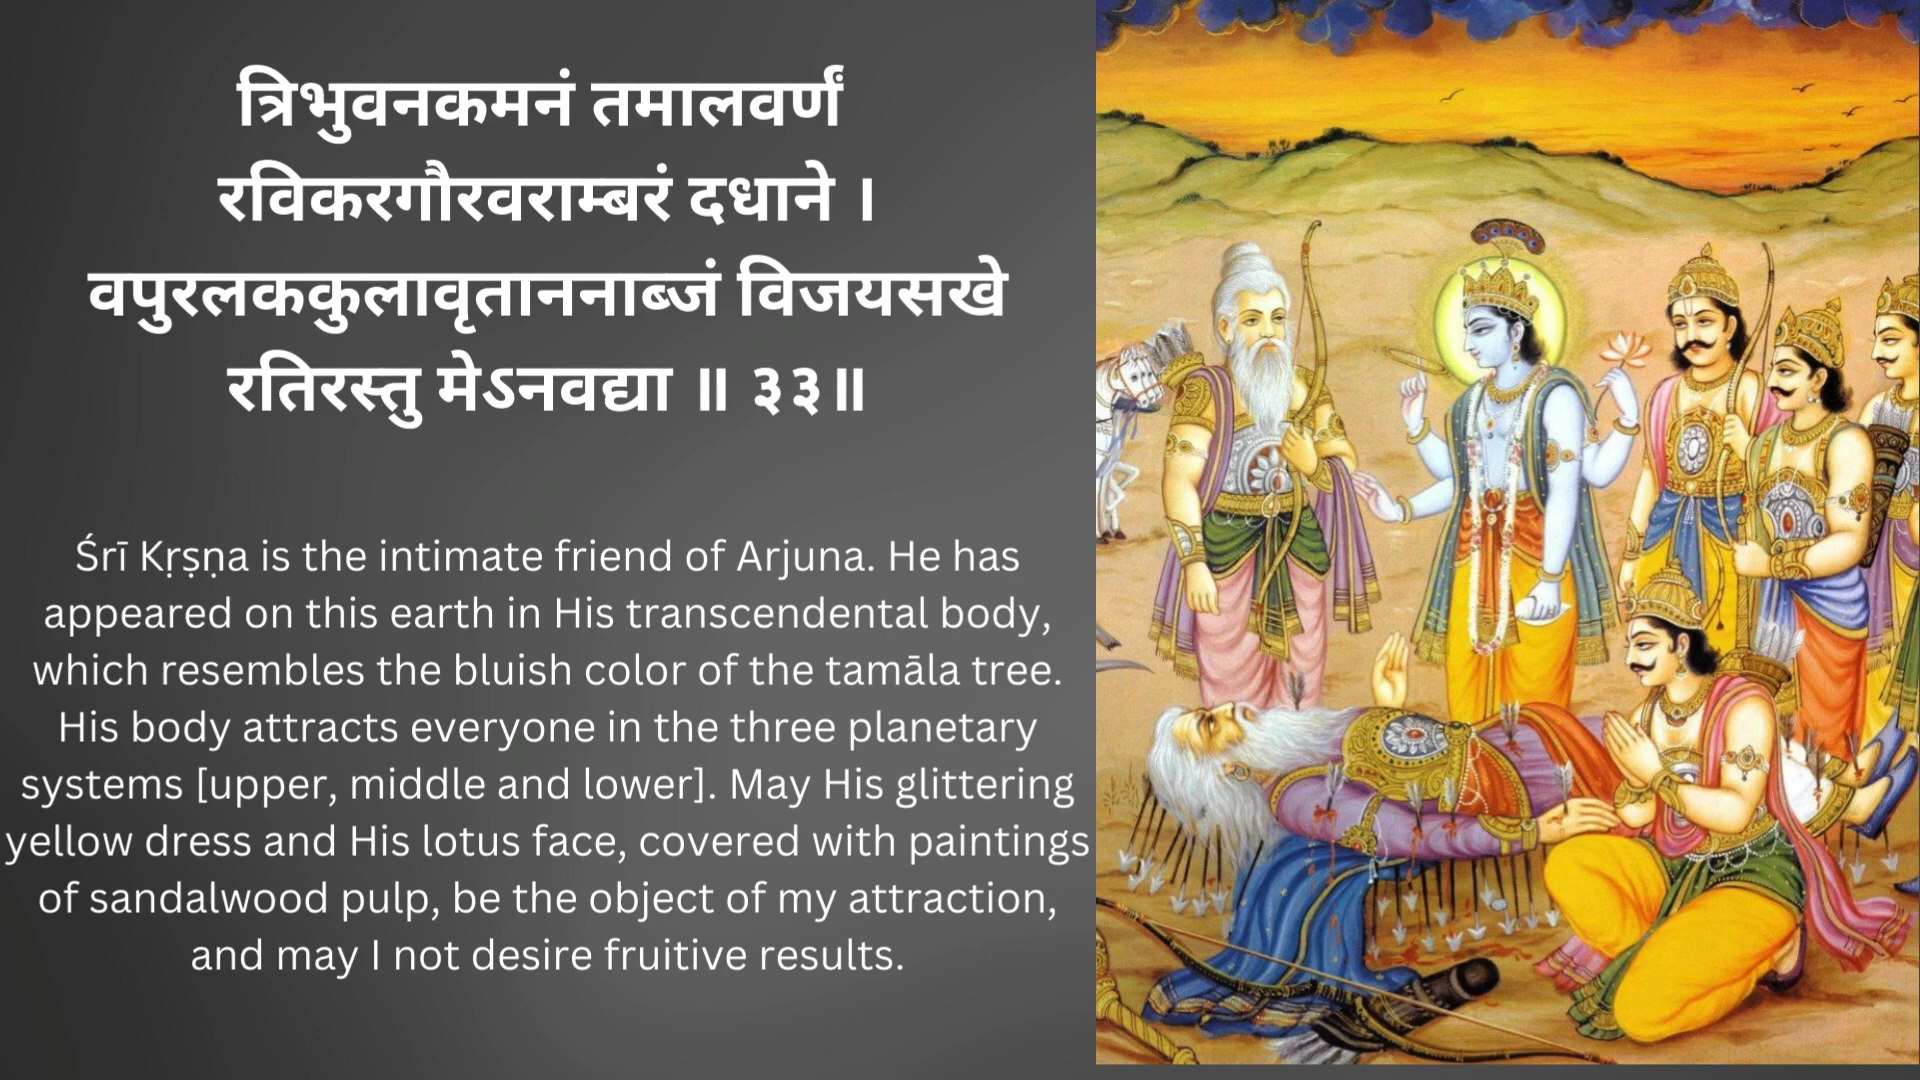 त्रिभुवनकमनं तमालवर्णं
रविकरगौरवराम्बरं दधाने ।
वपुरलककुलावृताननाब्जं विजयसखे
रतिरस्तु मेऽनवद्या ॥ ३३॥
Śrī Kṛṣṇa is the intimate friend of Arjuna. He has
appeared on this earth in His transcendental body,
which resembles the bluish color of the tamāla tree.
His body attracts everyone in the three planetary
systems [upper, middle and lower]. May His glittering
yellow dress and His lotus face, covered with paintings
of sandalwood pulp, be the object of my attraction,
and may I not desire fruitive results.